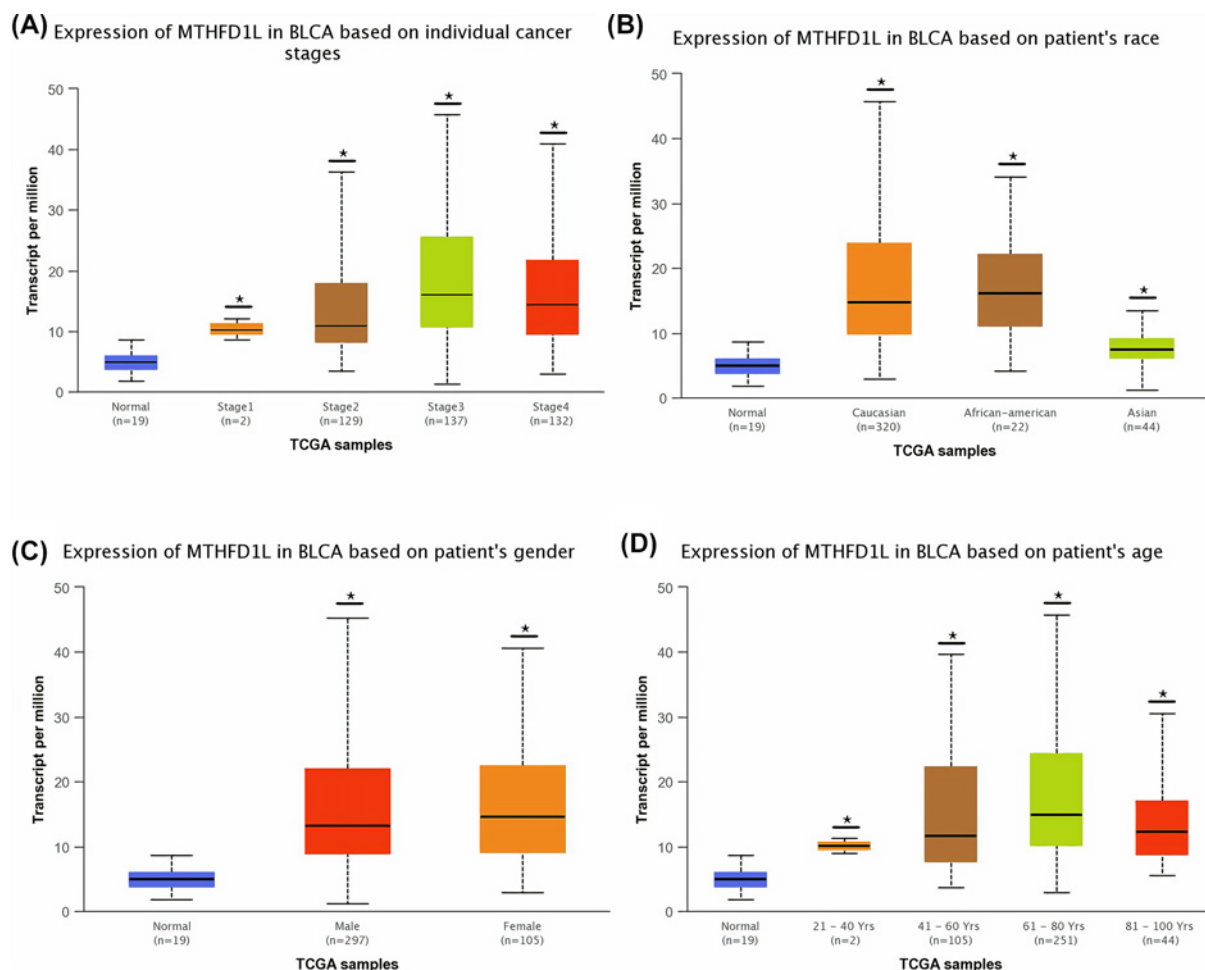 (A)
Expression of MTHFD1L in BLCA based on individual cancer
stages
50
40
30
20
10
0
Transcript per million
★
★
★
★
Normal
(n=19)
Stage1
(n=2)
Stage2
(n=129)
Stage3
(n=137)
Stage4
(n=132)
TCGA samples
(B)
Expression of MTHFD1L in BLCA based on patient's race
50
40
30
20
10
0
Transcript per million
★
★
★
Normal
(n=19)
Caucasian
(n=320)
African-american
(n=22)
Asian
(n=44)
TCGA samples
(C)
Expression of MTHFD1L in BLCA based on patient's gender
50
40
30
20
10
0
Transcript per million
★
★
Normal
(n=19)
Male
(n=297)
Female
(n=105)
TCGA samples
(D)
Expression of MTHFD1L in BLCA based on patient's age
50
40
30
20
10
0
Transcript per million
★
★
★
★
Normal
(n=19)
21 - 40 Yrs
(n=2)
41 - 60 Yrs
(n=105)
61 - 80 Yrs
(n=251)
81 - 100 Yrs
(n=44)
TCGA samples